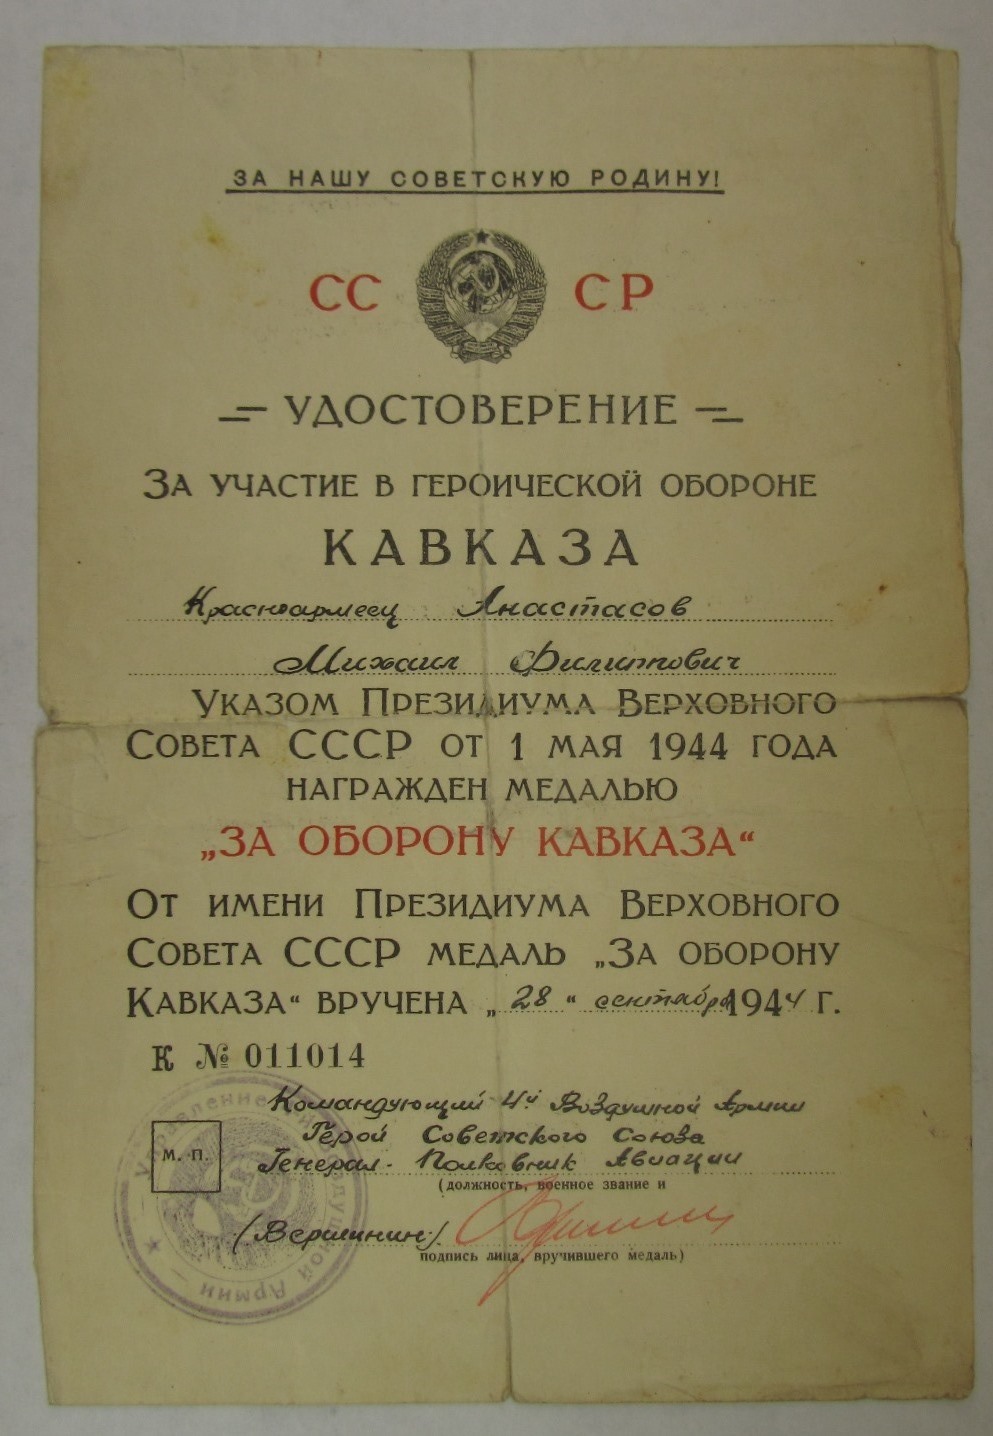 ЗА НАШУ СОВЕТСКУЮ РОДИНУ!
СС СР
УДОСТОВЕРЕНИЕ
ЗА УЧАСТИЕ В ГЕРОИЧЕСКОЙ ОБОРОНЕ
КАВКАЗА
Красноармеец Анастасов
Михаил Филиппович
УКАЗОМ ПРЕЗИДИУМА ВЕРХОВНОГО
СОВЕТА СССР ОТ 1 МАЯ 1944 ГОДА
НАГРАЖДЕН МЕДАЛЬЮ
„ЗА ОБОРОНУ КАВКАЗА“
ОТ ИМЕНИ ПРЕЗИДИУМА ВЕРХОВНОГО
СОВЕТА СССР МЕДАЛЬ „ЗА ОБОРОНУ
КАВКАЗА“ ВРУЧЕНА „28“ сентября 1944 Г.
К № 011014
Командующий 4й Воздушной Армии
Герой Советского Союза
Генерал-Полковник Авиации
(должность, военное звание и
(Вершинин)
подпись лица, вручившего медаль)
М. П.
Управление Воздушной Армии